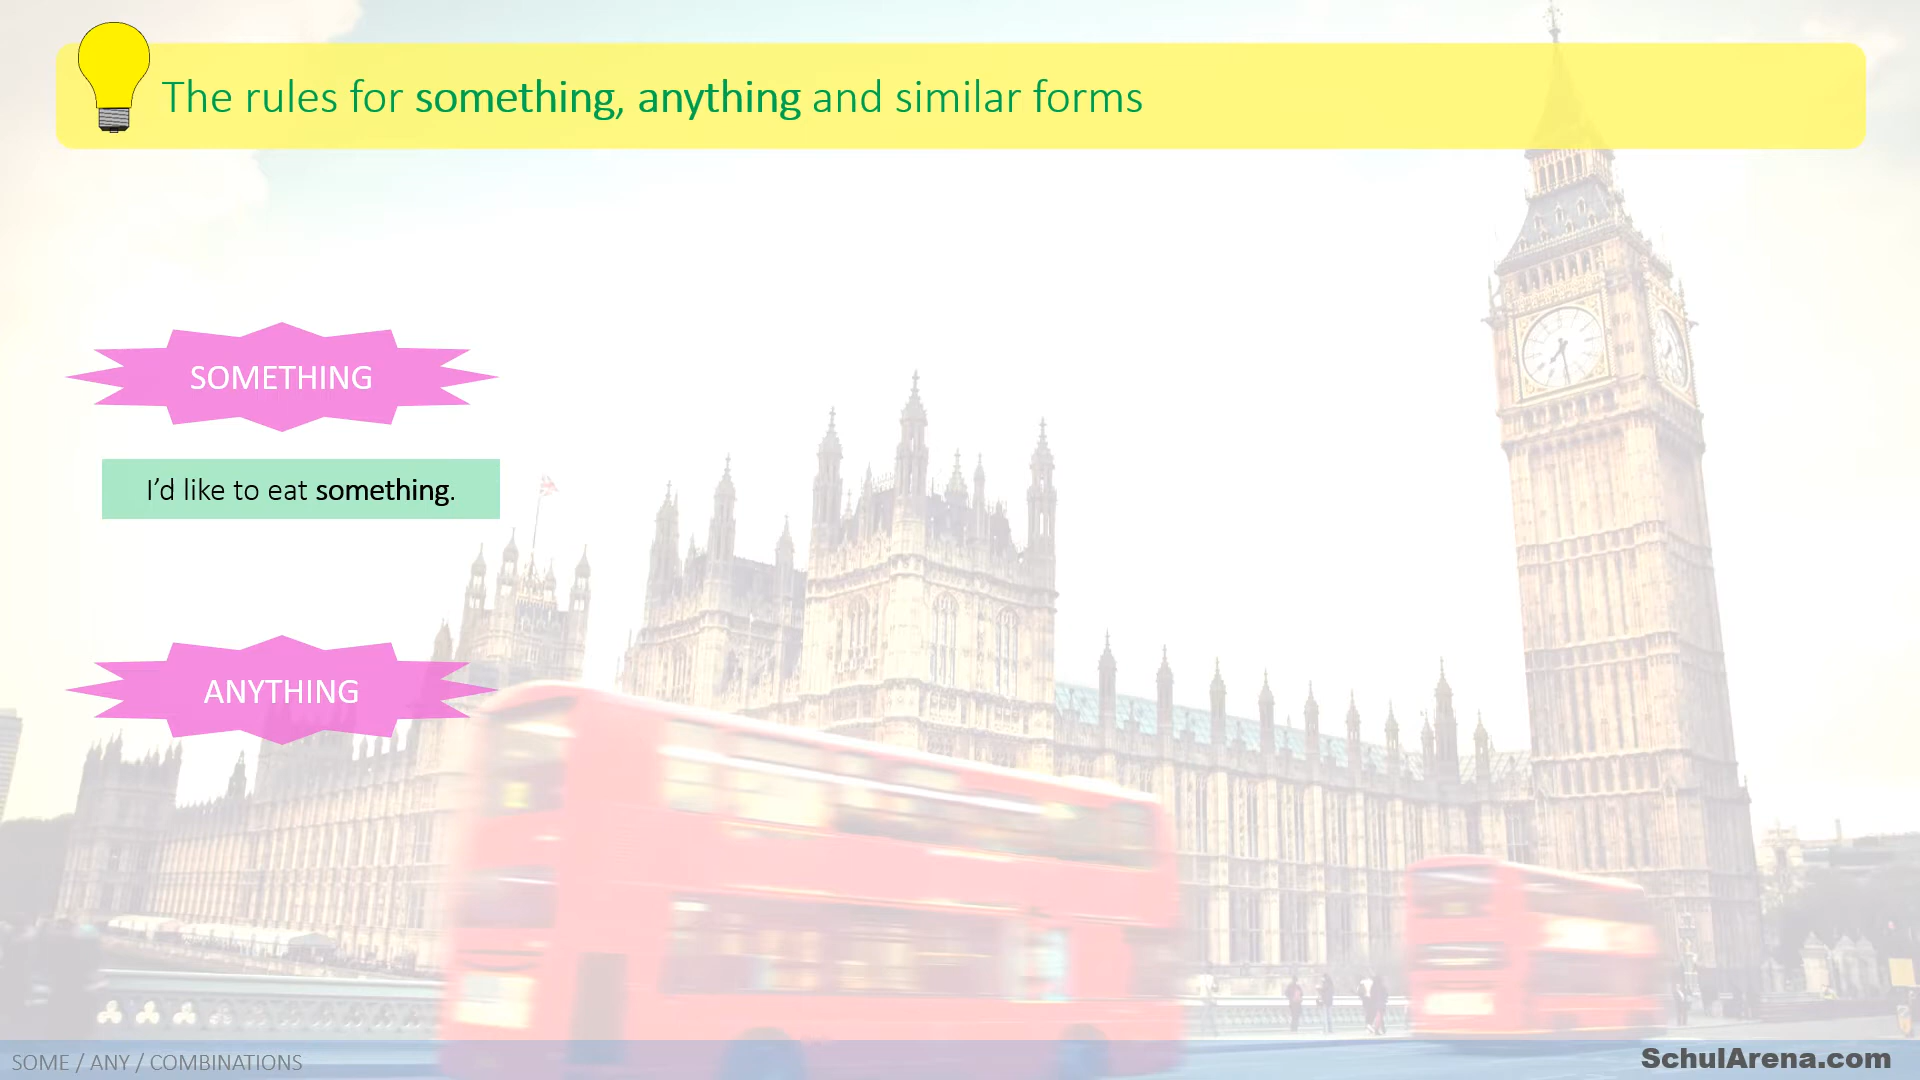 The rules for something, anything and similar forms
SOMETHING
I’d like to eat something.
ANYTHING
SOME / ANY / COMBINATIONS
SchulArena.com